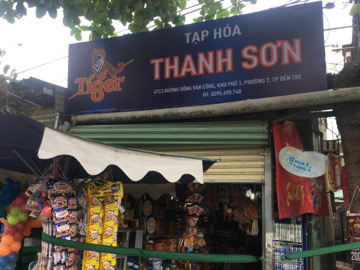 TẠP HÓA
Tiger
THANH SƠN
47C3 ĐƯỜNG ĐỒNG VĂN CỐNG, KHU PHỐ 3, PHƯỜNG 7, TP BẾN TRE
ĐT: 0395.690.748